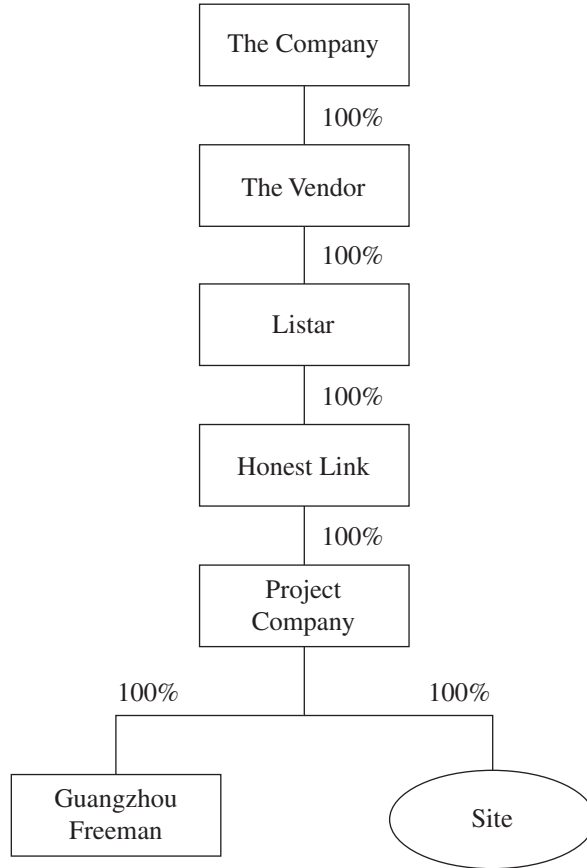 The Company
100%
The Vendor
100%
Listar
100%
Honest Link
100%
Project
Company
100%
100%
Guangzhou
Freeman
Site